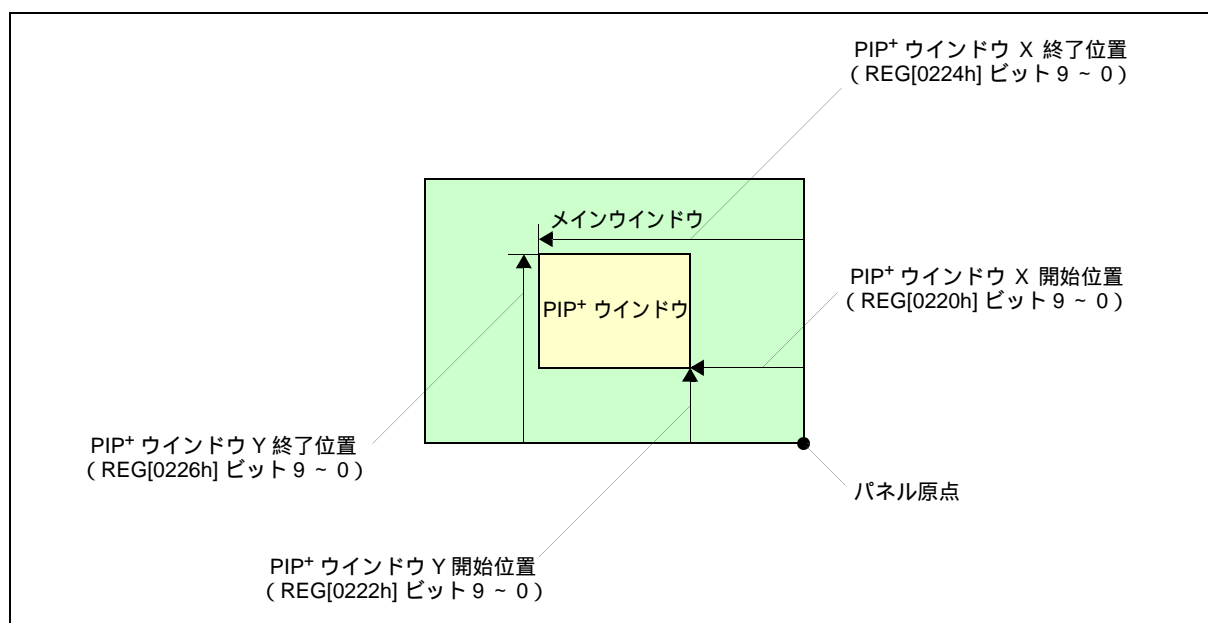 PIP+ ウインドウ X 終了位置
( REG[0224h] ビット 9 ~ 0 )
メインウインドウ
PIP+ ウインドウ X 開始位置
( REG[0220h] ビット 9 ~ 0 )
PIP+ ウインドウ
PIP+ ウインドウ Y 終了位置
( REG[0226h] ビット 9 ~ 0 )
パネル原点
PIP+ ウインドウ Y 開始位置
( REG[0222h] ビット 9 ~ 0 )